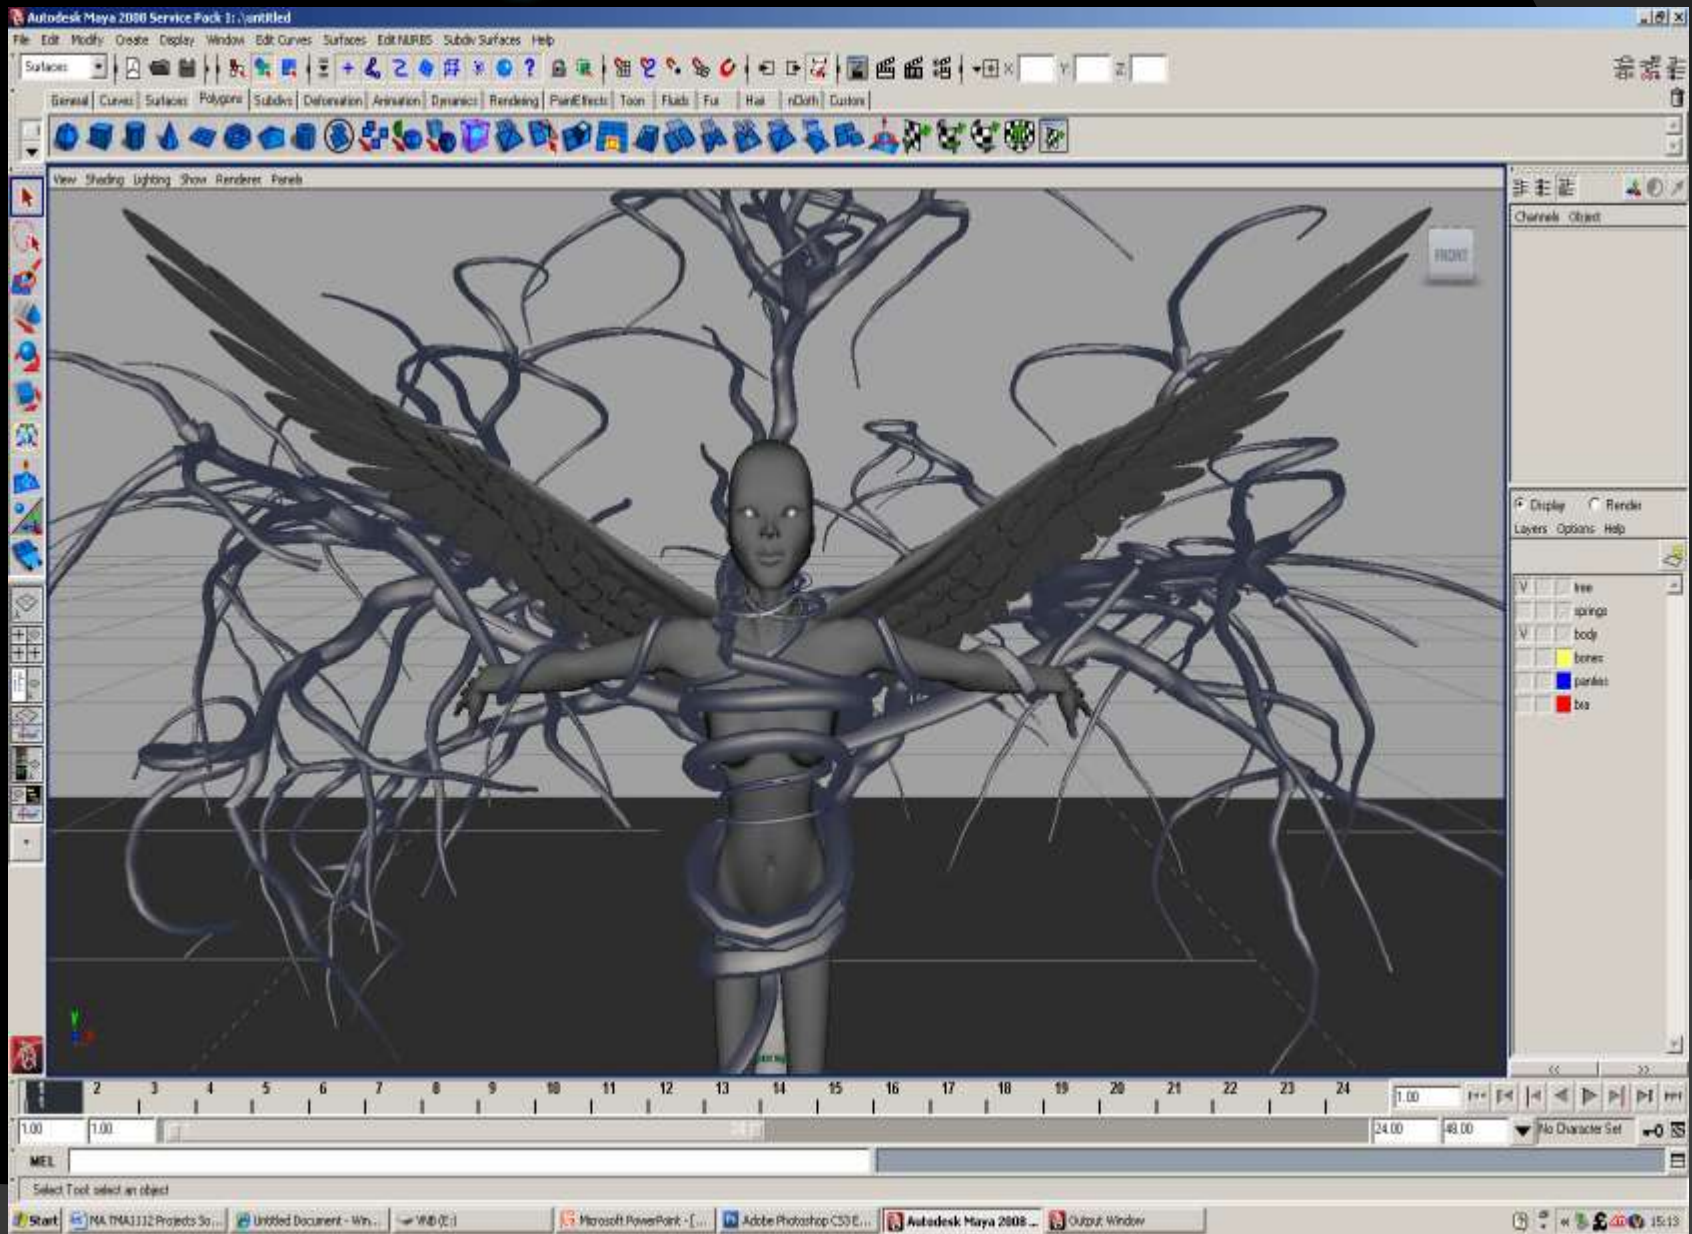 Autodesk Maya 2008 Service Pack 1: .\untitled
File Edit Modify Create Display Window Edit Curves Surfaces Edit NURBS Subdiv Surfaces Help
Surfaces X Y Z
General Curves Surfaces Polygons Subdivs Deformation Animation Dynamics Rendering PaintEffects Toon Fluids Fur Hair nCloth Custom
View Shading Lighting Show Renderer Panels
Channels Object
FRONT
Display Render
Layers Options Help
V tree
springs
V body
bones
panties
bra
y
1 2 3 4 5 6 7 8 9 10 11 12 13 14 15 16 17 18 19 20 21 22 23 24 1.00
1.00 1.00 24.00 48.00 No Character Set
MEL
Select Tool: select an object
Start MA TMA1112 Projects So... Untitled Document - Win... (E:) Microsoft PowerPoint - [... Adobe Photoshop CS3 E... Autodesk Maya 2008 ... Output Window 15:13